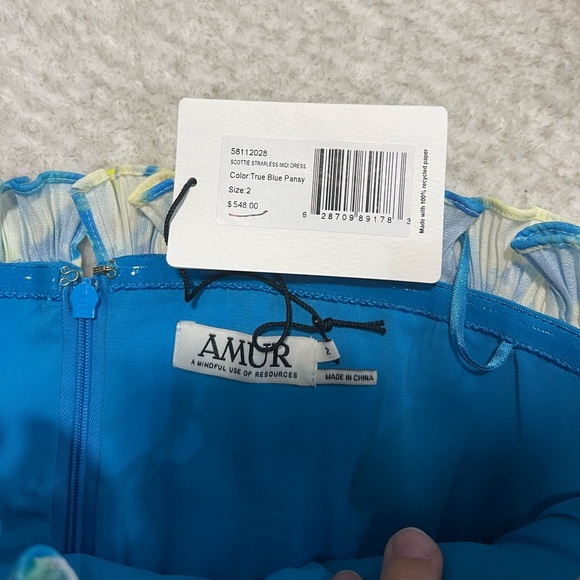 58112028
SCOTTIE STRAPLESS MIDI DRESS
Color:True Blue Pansy
Size:2
$548.00
6 28709 89178 3
Made with 100% recycled paper
AMUR
A MINDFUL USE OF RESOURCES
2
MADE IN CHINA